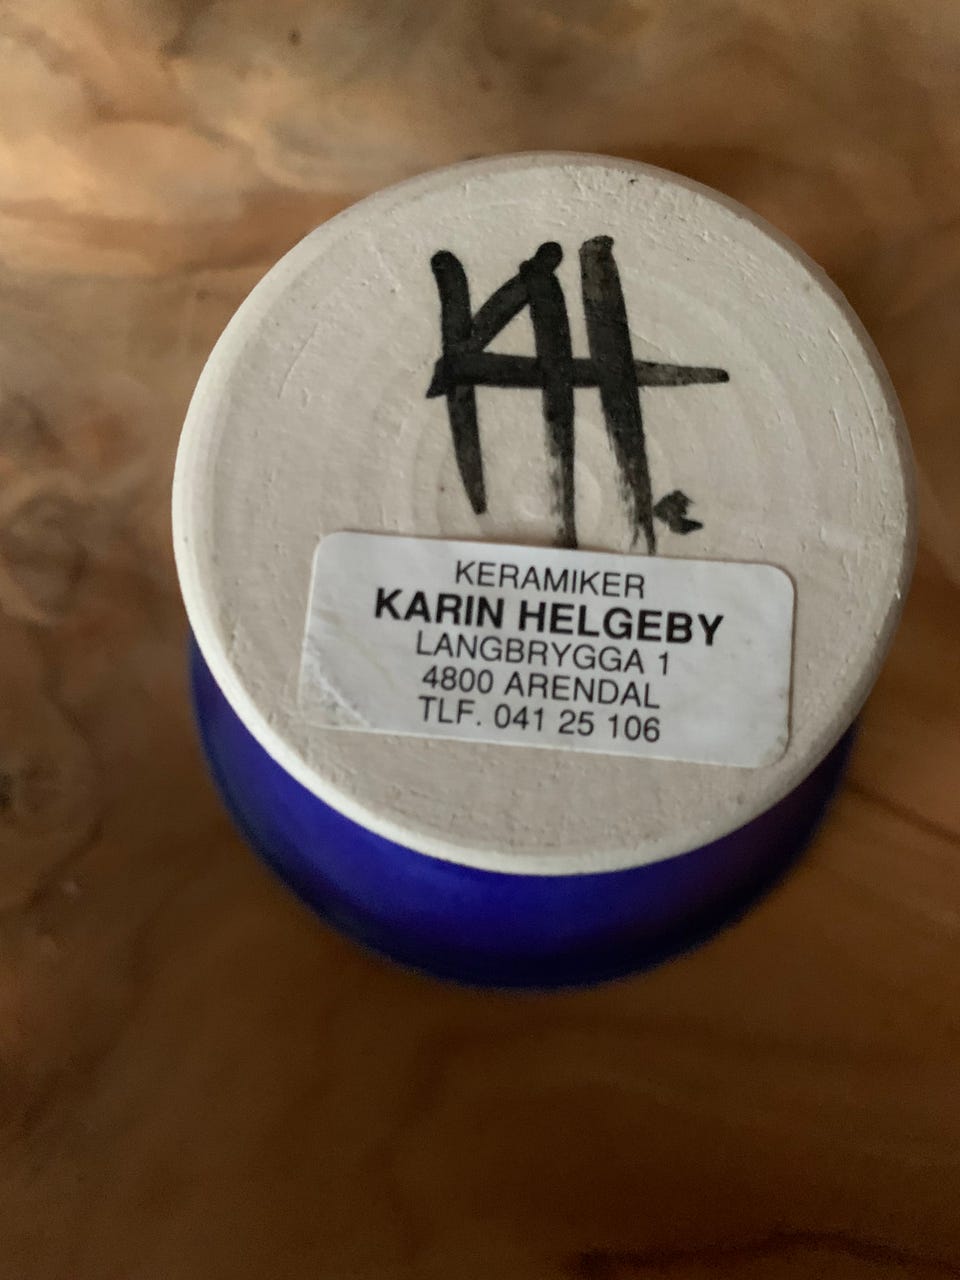 KH.
KERAMIKER
KARIN HELGEBY
LANGBRYGGA 1
4800 ARENDAL
TLF. 041 25 106